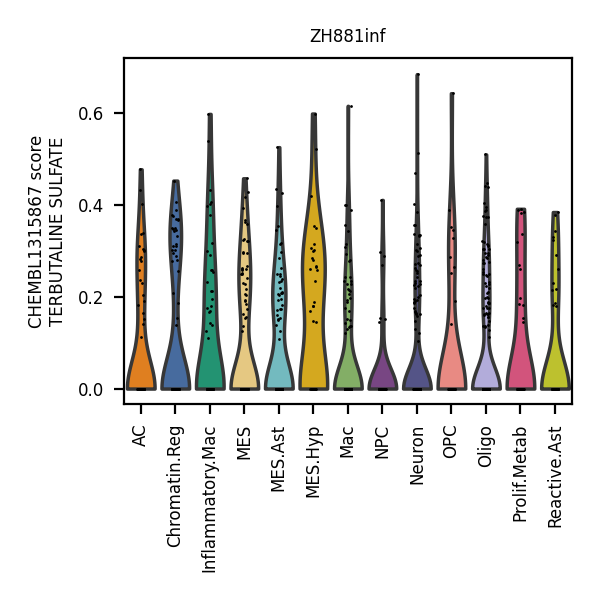 ZH881inf
CHEMBL1315867 score
TERBUTALINE SULFATE
0.6
0.4
0.2
0.0
AC
Chromatin.Reg
Inflammatory.Mac
MES
MES.Ast
MES.Hyp
Mac
NPC
Neuron
OPC
Oligo
Prolif.Metab
Reactive.Ast